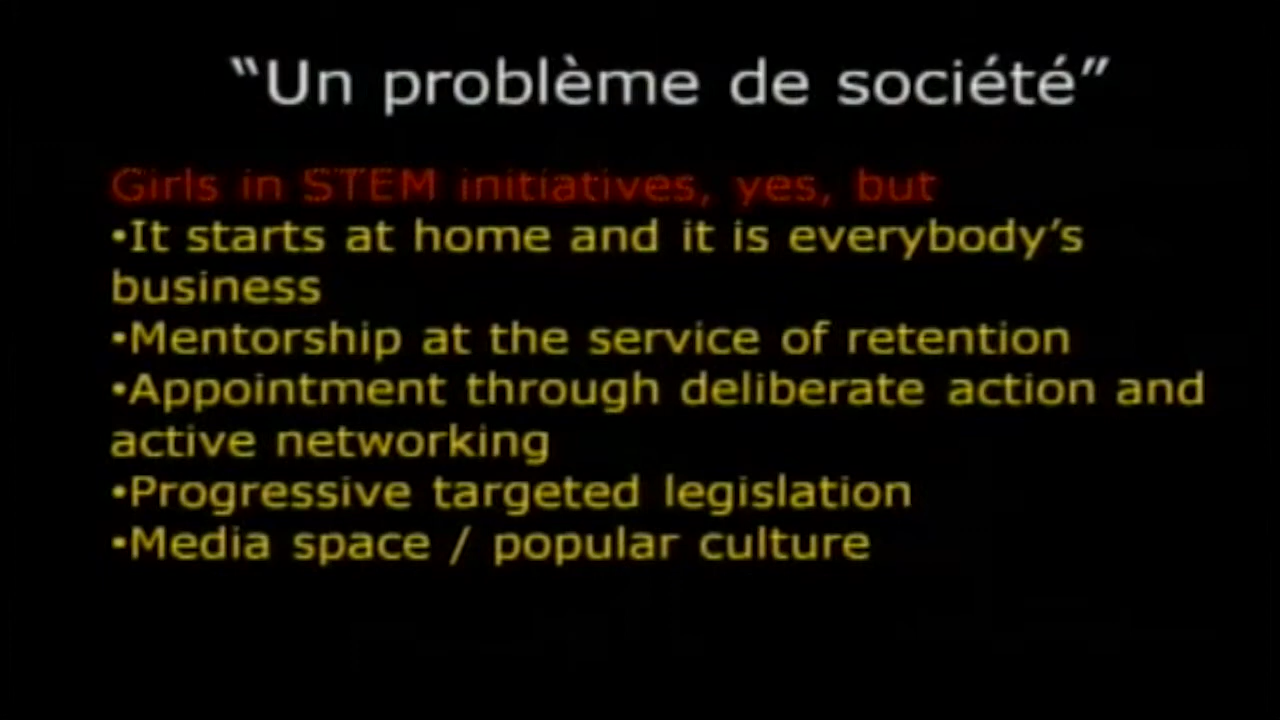 “Un problème de société”
Girls in STEM initiatives, yes, but
•It starts at home and it is everybody’s
business
•Mentorship at the service of retention
•Appointment through deliberate action and
active networking
•Progressive targeted legislation
•Media space / popular culture